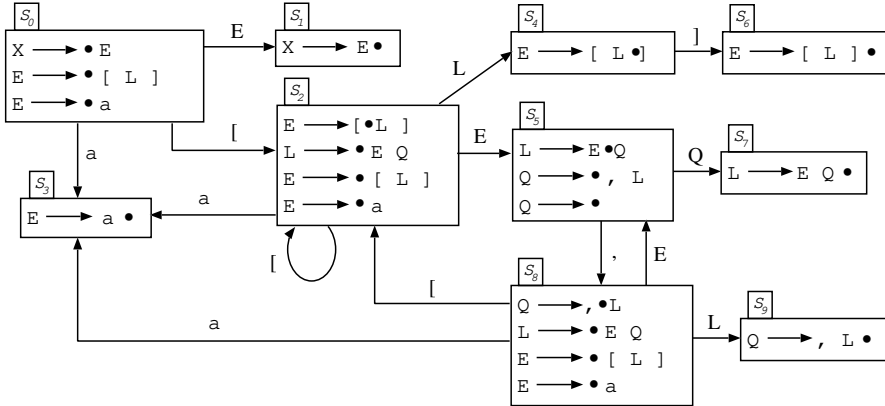 S0
X ⟶ • E
E ⟶ • [ L ]
E ⟶ • a
E
S1
X ⟶ E •
[
a
S2
E ⟶ [ • L ]
L ⟶ • E Q
E ⟶ • [ L ]
E ⟶ • a
L
S4
E ⟶ [ L • ]
]
S6
E ⟶ [ L ] •
E
S5
L ⟶ E • Q
Q ⟶ • , L
Q ⟶ •
Q
S7
L ⟶ E Q •
S3
E ⟶ a •
a
[
[
a
,
E
S8
Q ⟶ , • L
L ⟶ • E Q
E ⟶ • [ L ]
E ⟶ • a
L
S9
Q ⟶ , L •